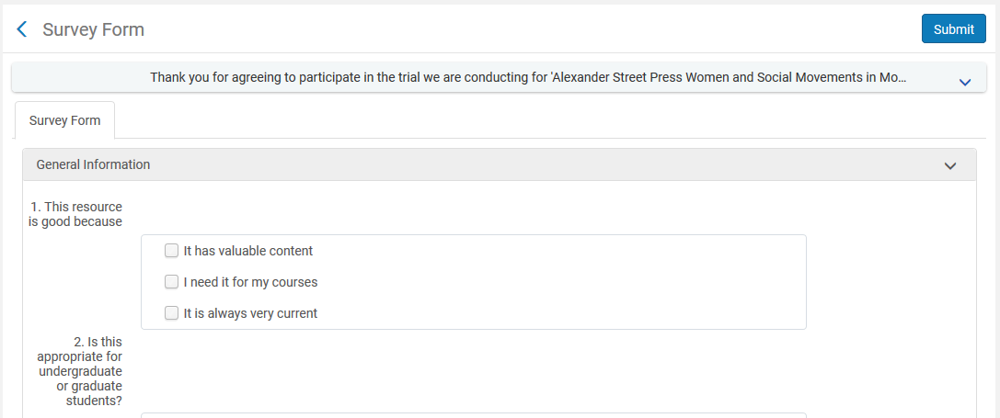 Survey Form
Submit
Thank you for agreeing to participate in the trial we are conducting for 'Alexander Street Press Women and Social Movements in Mo...
Survey Form
General Information
1. This resource
is good because
It has valuable content
I need it for my courses
It is always very current
2. Is this
appropriate for
undergraduate
or graduate
students?